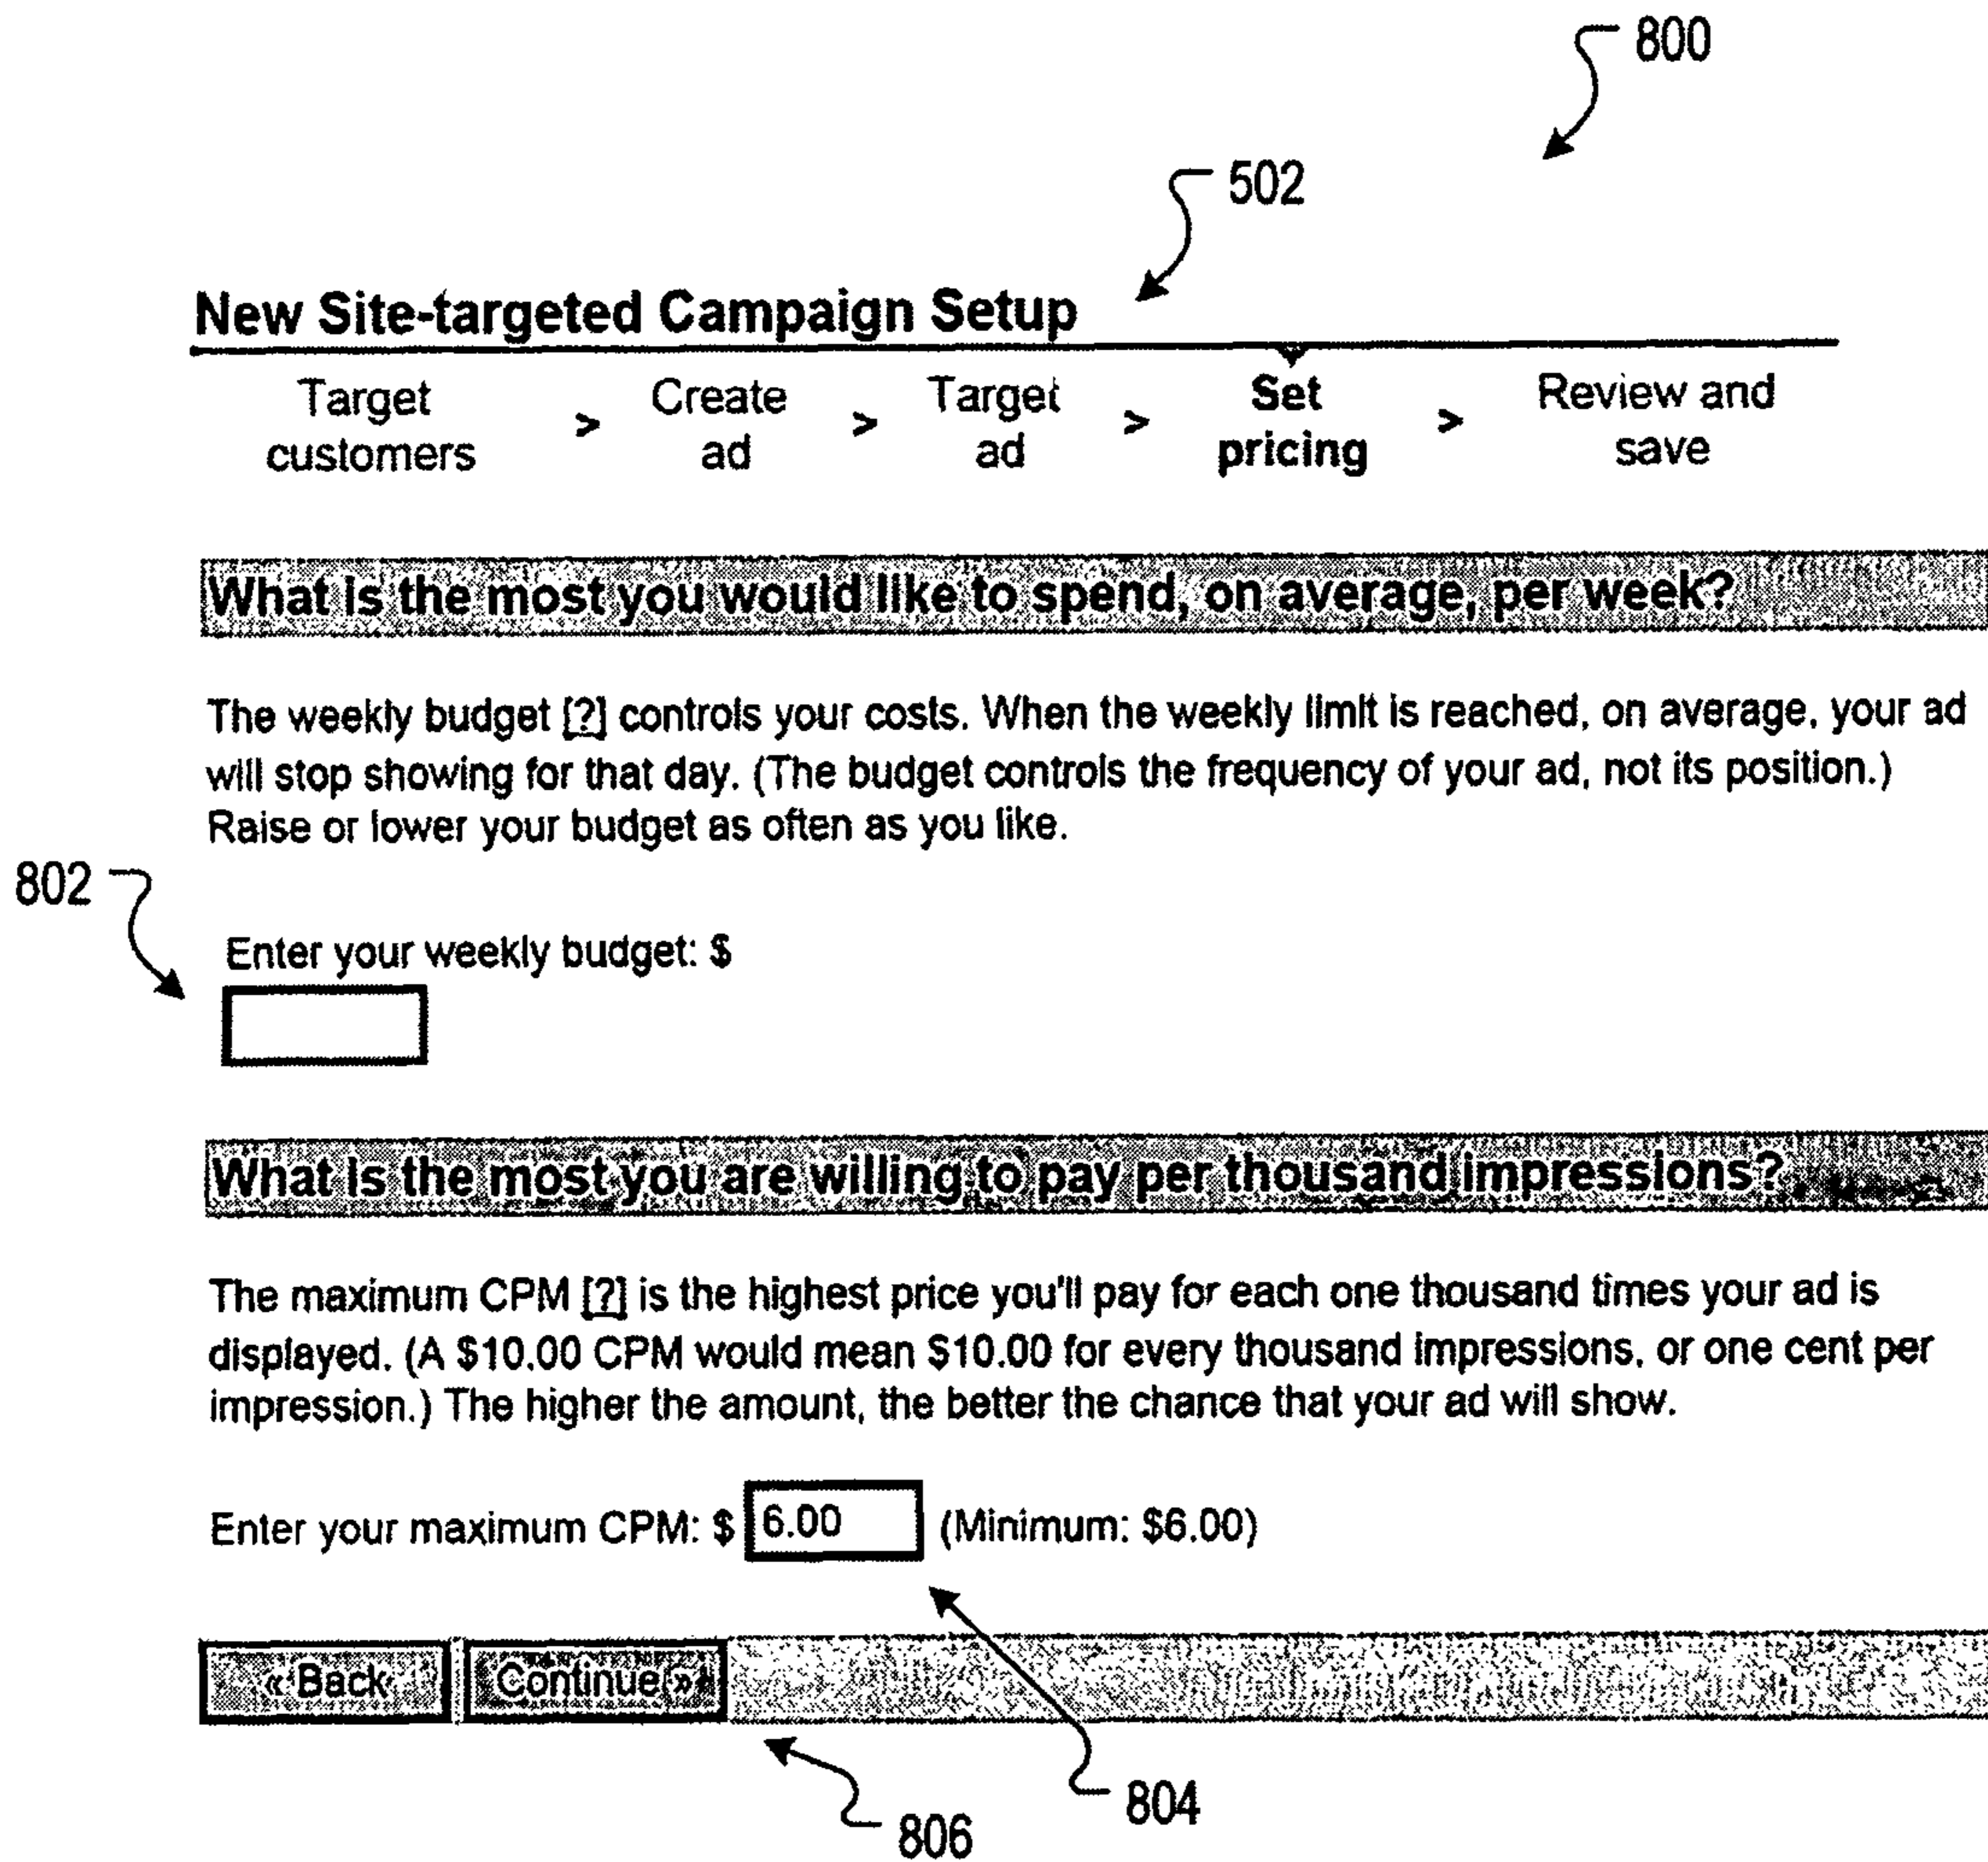 800
502
New Site-targeted Campaign Setup
Target customers > Create ad > Target ad > Set pricing > Review and save
What is the most you would like to spend, on average, per week?
The weekly budget [?] controls your costs. When the weekly limit is reached, on average, your ad
will stop showing for that day. (The budget controls the frequency of your ad, not its position.)
Raise or lower your budget as often as you like.
802
Enter your weekly budget: $
What is the most you are willing to pay per thousand impressions?
The maximum CPM [?] is the highest price you'll pay for each one thousand times your ad is
displayed. (A $10.00 CPM would mean $10.00 for every thousand impressions, or one cent per
impression.) The higher the amount, the better the chance that your ad will show.
Enter your maximum CPM: $ 6.00 (Minimum: $6.00)
« Back Continue »
804
806